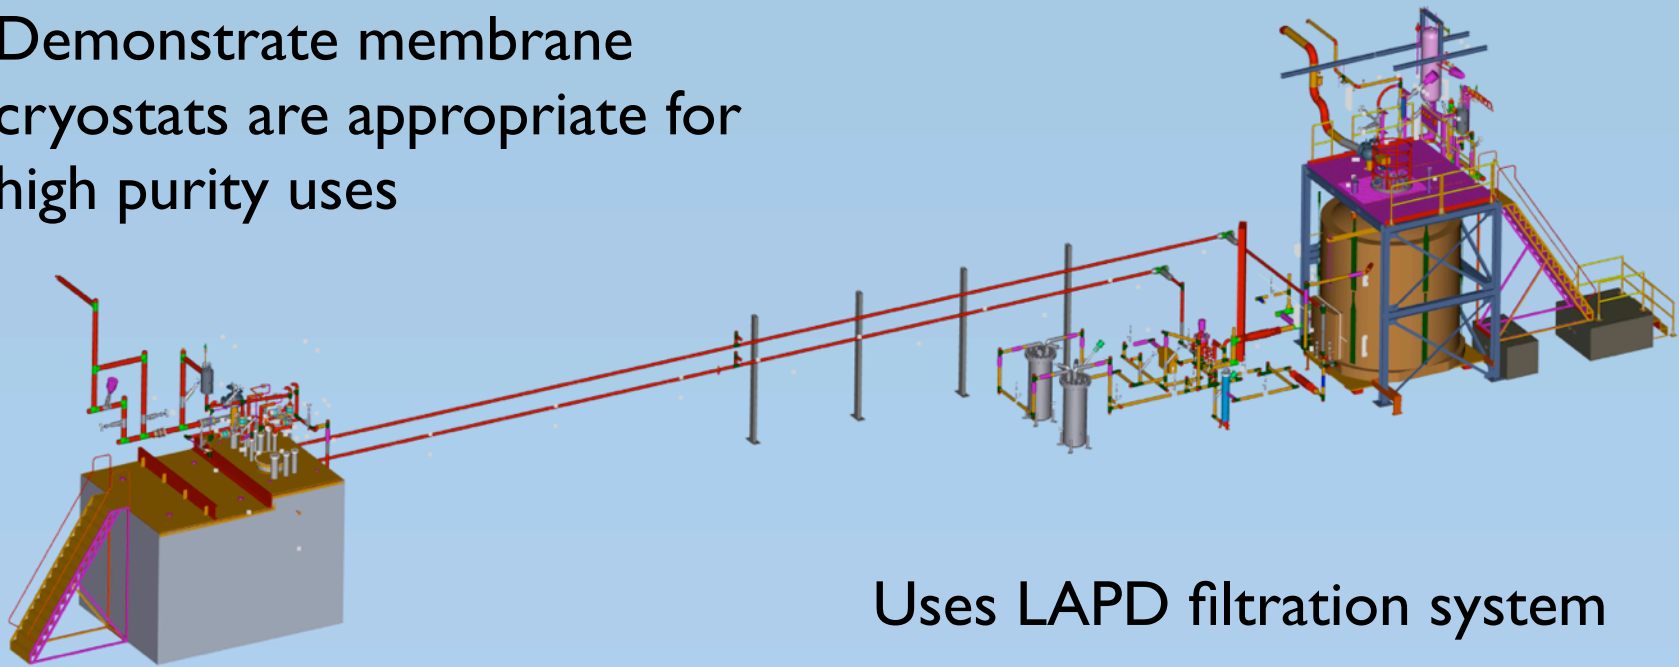 Demonstrate membrane
cryostats are appropriate for
high purity uses
Uses LAPD filtration system